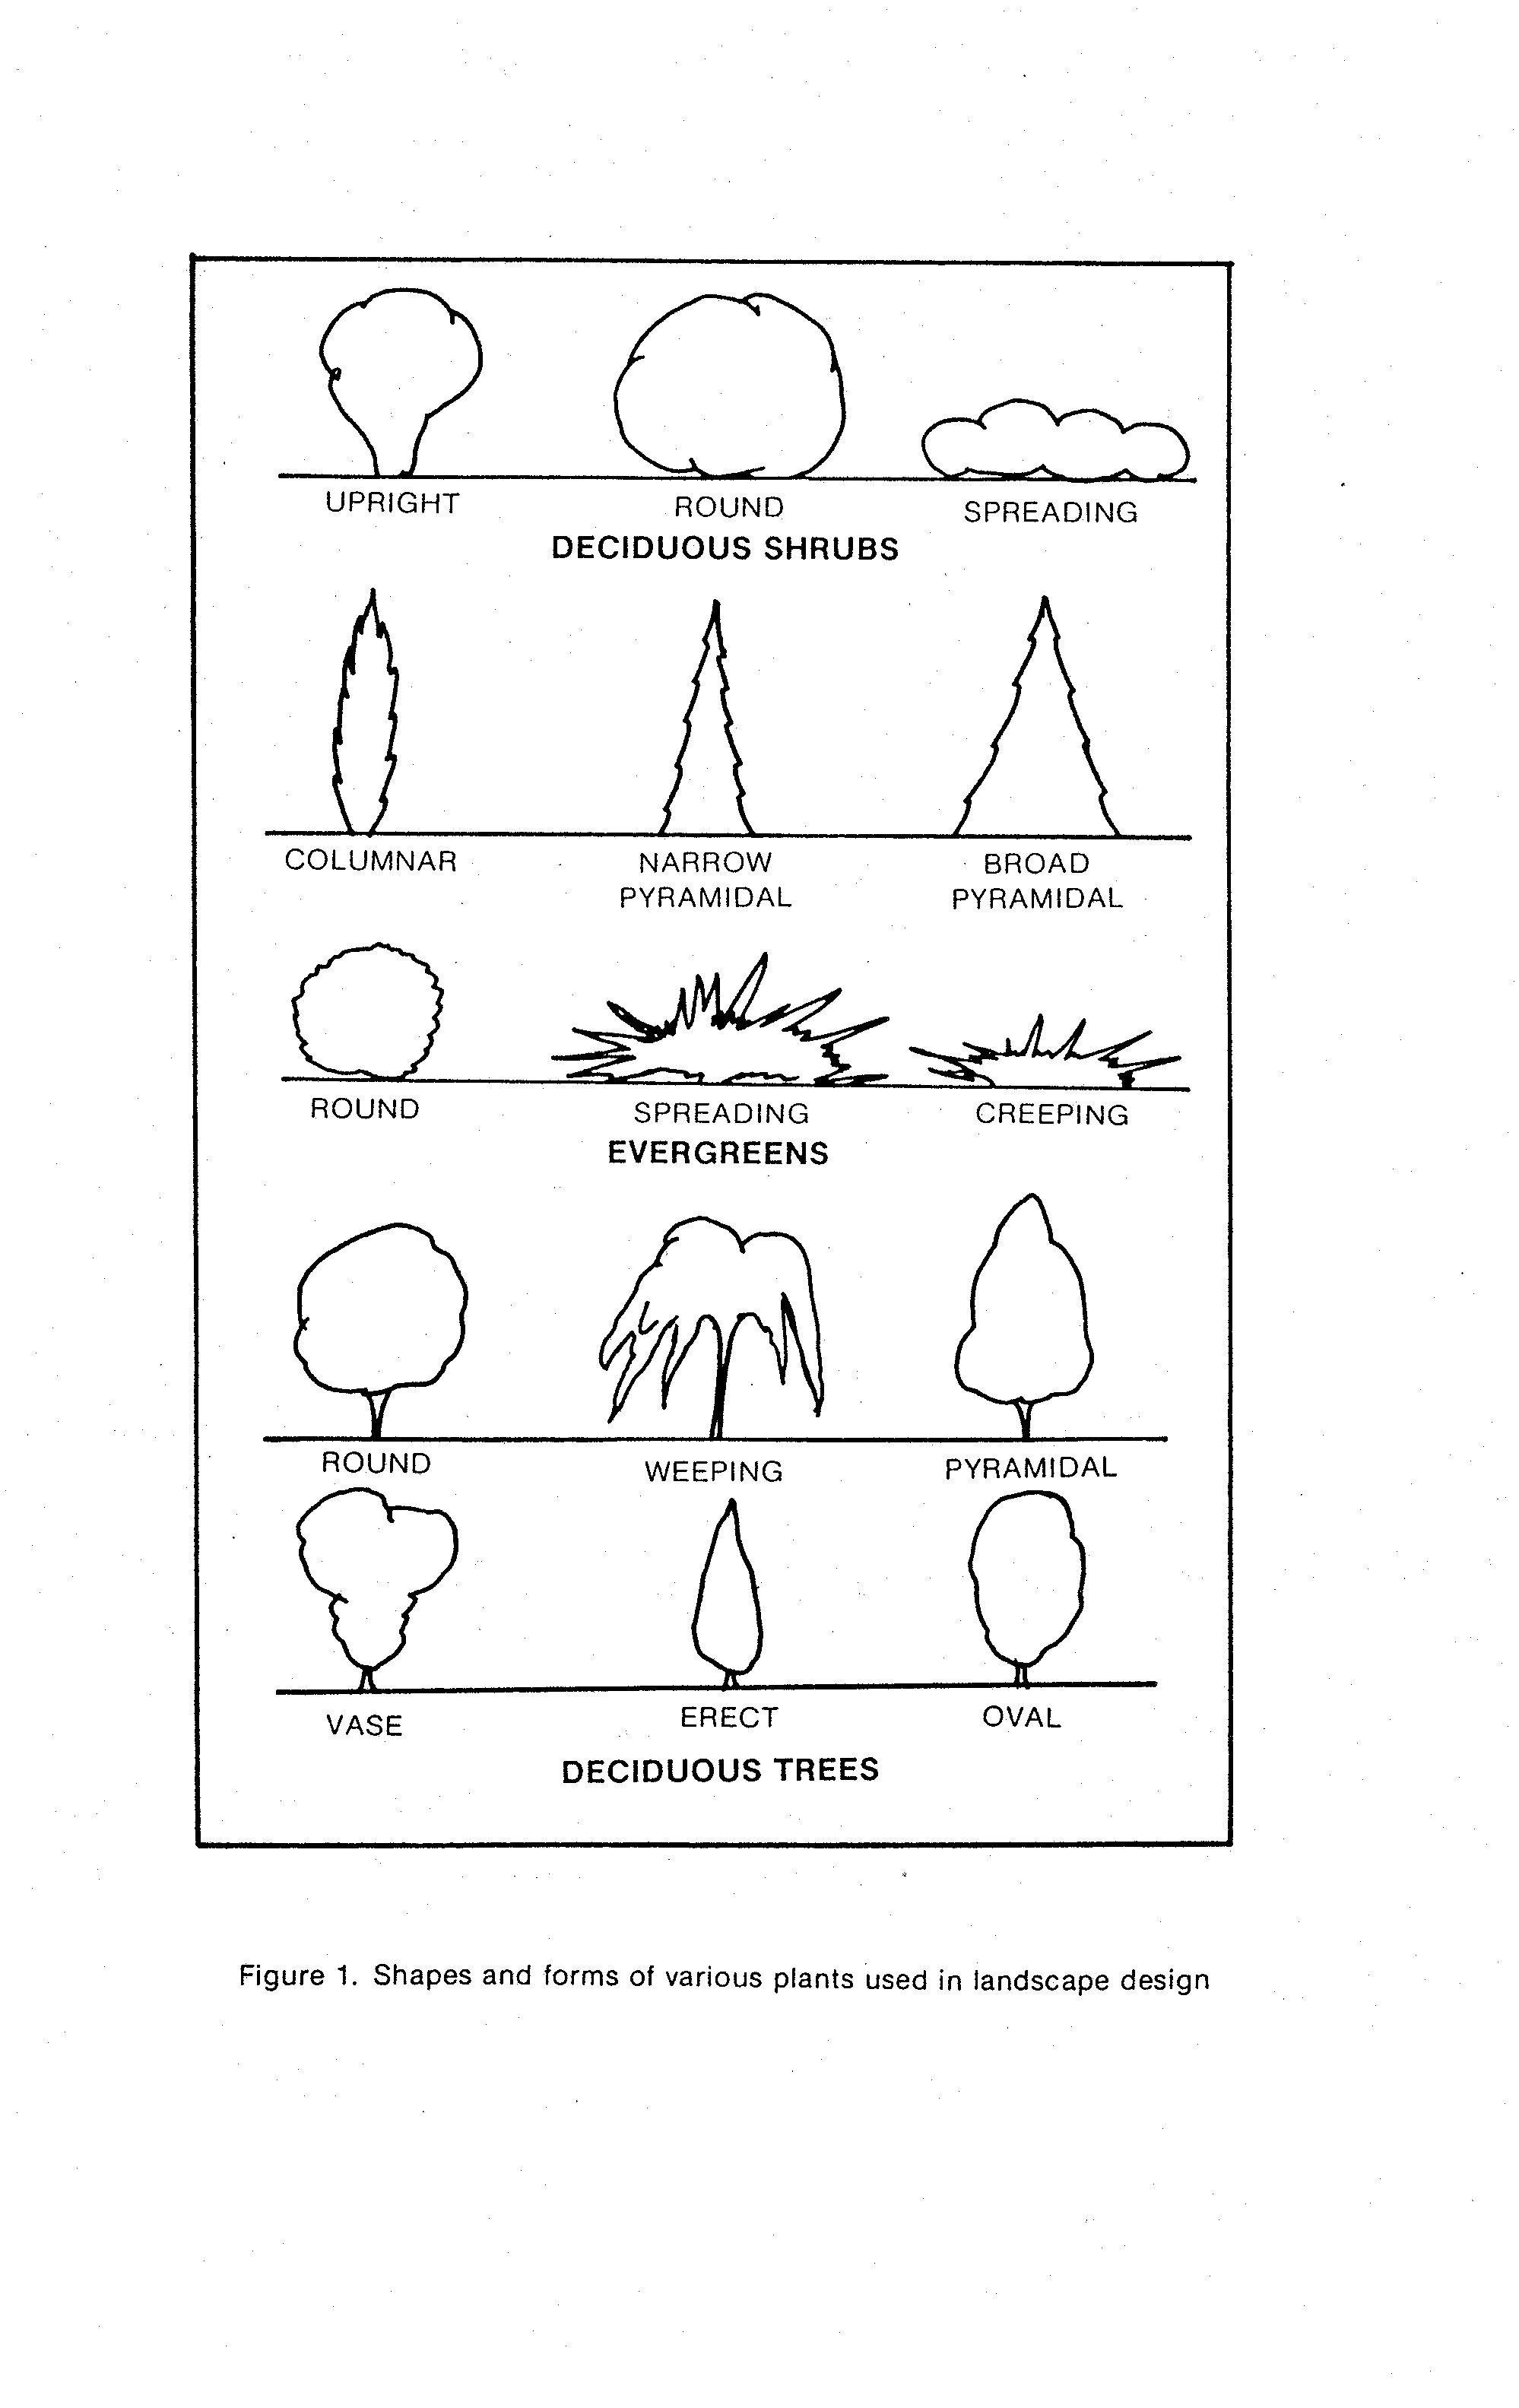 UPRIGHT ROUND SPREADING
DECIDUOUS SHRUBS
COLUMNAR NARROW BROAD
PYRAMIDAL PYRAMIDAL
ROUND SPREADING CREEPING
EVERGREENS
ROUND WEEPING PYRAMIDAL
VASE ERECT OVAL
DECIDUOUS TREES
Figure 1. Shapes and forms of various plants used in landscape design